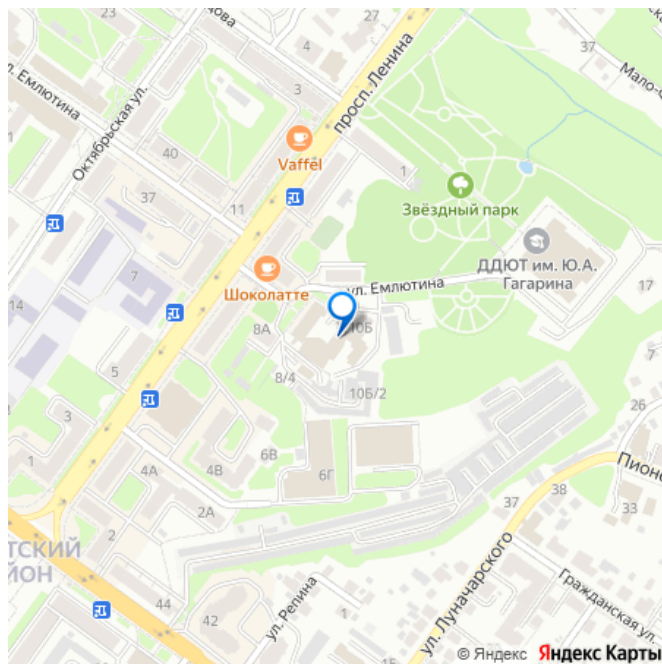 27
4
37
Мало-
ул. Емлютина
Октябрьская ул.
3
просп. Ленина
11
40
Vaffel
1
Звёздный парк
37
11
ДДЮТ им. Ю.А.
Гагарина
17
7
Шоколатте
ул. Емлютина
14
8А
10Б
5
8/4
10Б/2
7
3
26
1
4А
4В
6В
6Г
Пионе
2А
37
38
33
2
ТСКИЙ
ЙОН
44
42
ул. Репина
1
ул. Луначарского
Гражданская ул.
© Яндекс Яндекс Карты